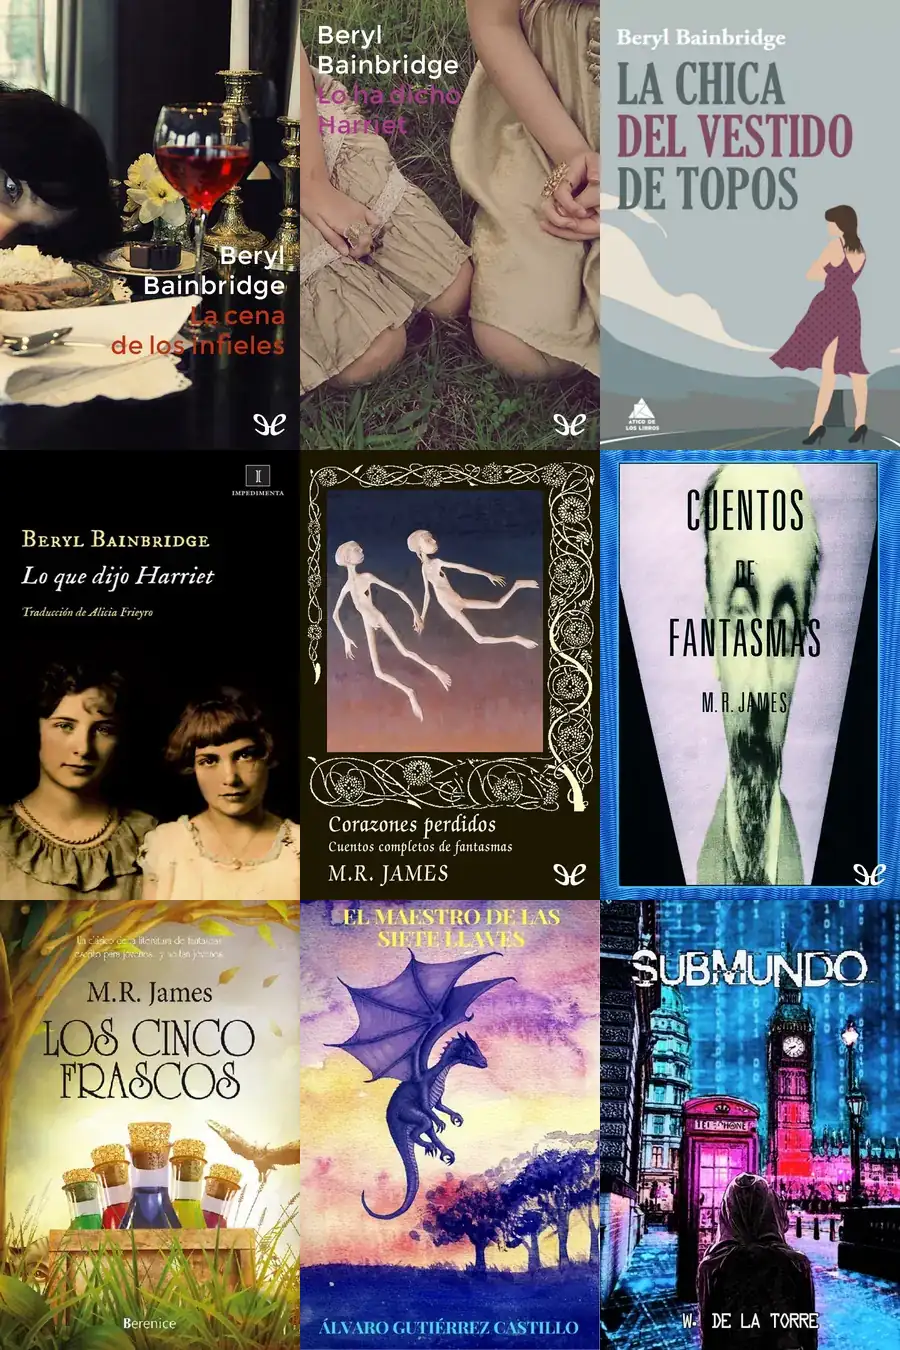 Beryl
Bainbridge
La cena
de los infieles
Beryl
Bainbridge
Lo ha dicho
Harriet
Beryl Bainbridge
LA CHICA
DEL VESTIDO
DE TOPOS
ATICO DE
LOS LIBROS
IMPEDIMENTA
BERYL BAINBRIDGE
Lo que dijo Harriet
Traducción de Alicia Frieyro
Corazones perdidos
Cuentos completos de fantasmas
M.R. JAMES
CUENTOS
DE
FANTASMAS
M.R. JAMES
Un clásico de la literatura de fantasmas
escrito para jóvenes... y no tan jóvenes
M.R. James
LOS CINCO
FRASCOS
Berenice
EL MAESTRO DE LAS
SIETE LLAVES
ÁLVARO GUTIÉRREZ CASTILLO
SUBMUNDO
TELEPHONE
W. DE LA TORRE